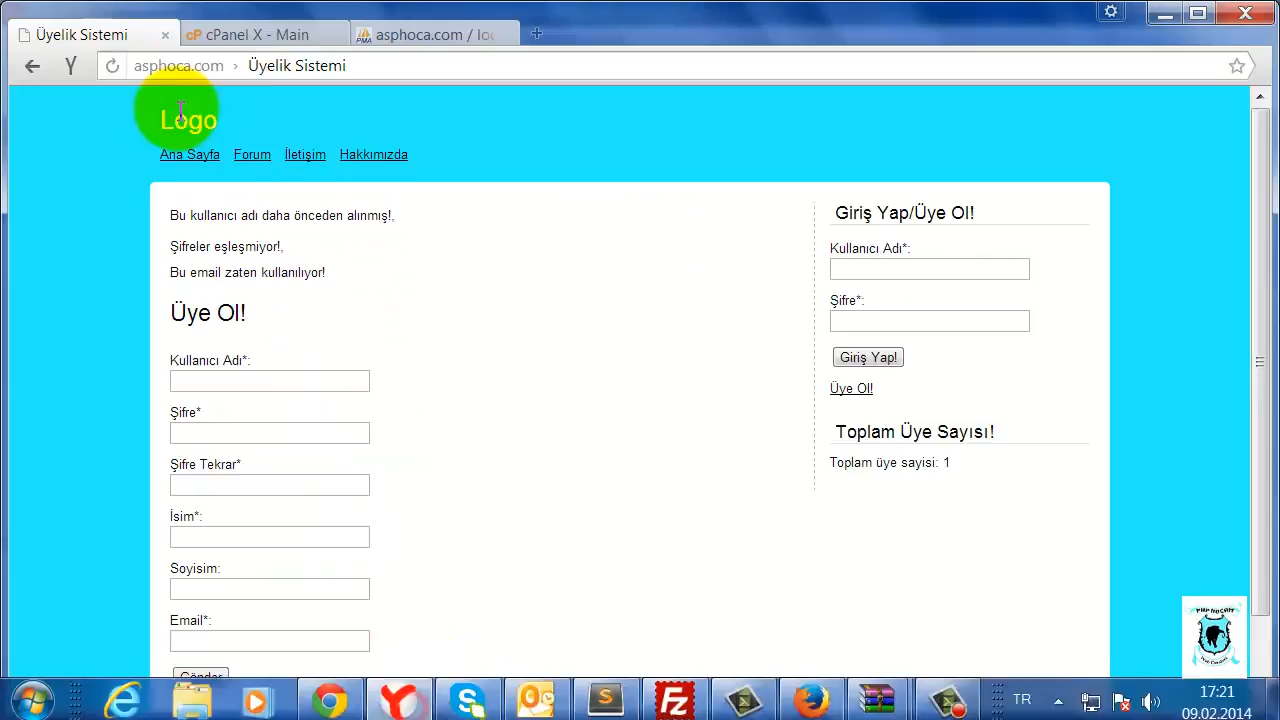 Üyelik Sistemi
cPanel X - Main
asphoca.com / loc
asphoca.com › Üyelik Sistemi
Logo
Ana Sayfa Forum İletişim Hakkımızda
Bu kullanıcı adı daha önceden alınmış!,
Şifreler eşleşmiyor!,
Bu email zaten kullanılıyor!
Üye Ol!
Kullanıcı Adı*:
Şifre*
Şifre Tekrar*
İsim*:
Soyisim:
Email*:
Gönder
Giriş Yap/Üye Ol!
Kullanıcı Adı*:
Şifre*:
Giriş Yap!
Üye Ol!
Toplam Üye Sayısı!
Toplam üye sayisi: 1
TR
17:21
09.02.2014